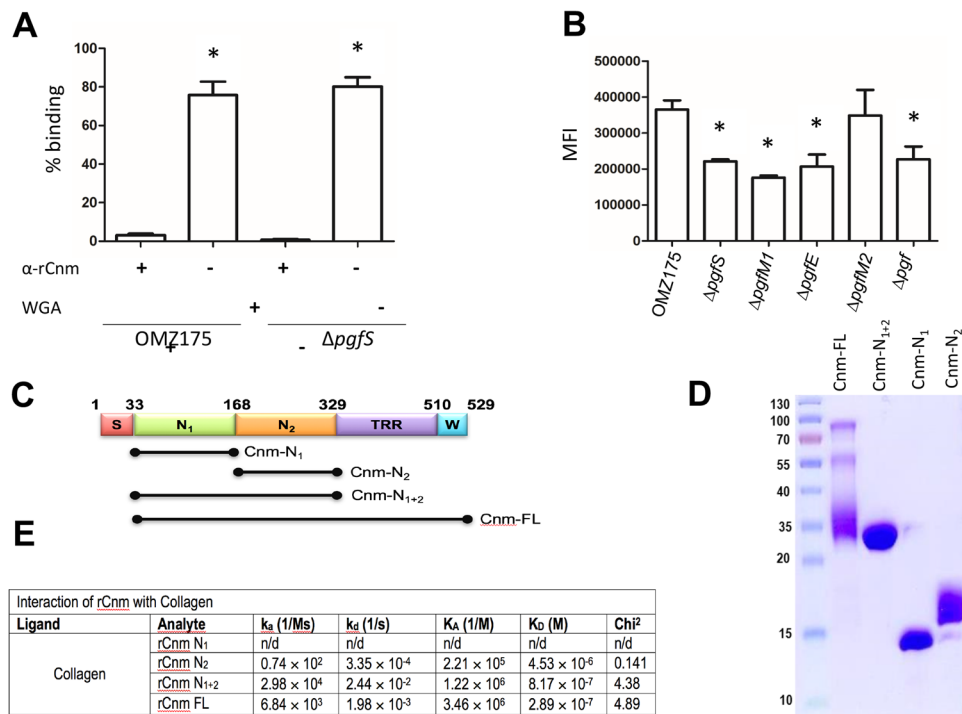 A
% binding
100
80
60
40
20
0
* *
α-rCnm + - + -
WGA + -
OMZ175 ΔpgfS
+ -
B
MFI
500000
400000
300000
200000
100000
0
* * * *
OMZ175 ΔpgfS ΔpgfM1 ΔpgfE ΔpgfM2 Δpgf
C
1 33 168 329 510 529
S N₁ N₂ TRR W
Cnm-N₁
Cnm-N₂
Cnm-N₁₊₂
Cnm-FL
D
Cnm-FL Cnm-N₁₊₂ Cnm-N₁ Cnm-N₂
130
100
70
55
35
20
15
10
E
Interaction of rCnm with Collagen
Ligand Analyte kₐ (1/Ms) k_d (1/s) K_A (1/M) K_D (M) Chi²
Collagen
rCnm N₁ n/d n/d n/d n/d n/d
rCnm N₂ 0.74 × 10² 3.35 × 10⁻⁴ 2.21 × 10⁵ 4.53 × 10⁻⁶ 0.141
rCnm N₁₊₂ 2.98 × 10⁴ 2.44 × 10⁻² 1.22 × 10⁶ 8.17 × 10⁻⁷ 4.38
rCnm FL 6.84 × 10³ 1.98 × 10⁻³ 3.46 × 10⁶ 2.89 × 10⁻⁷ 4.89